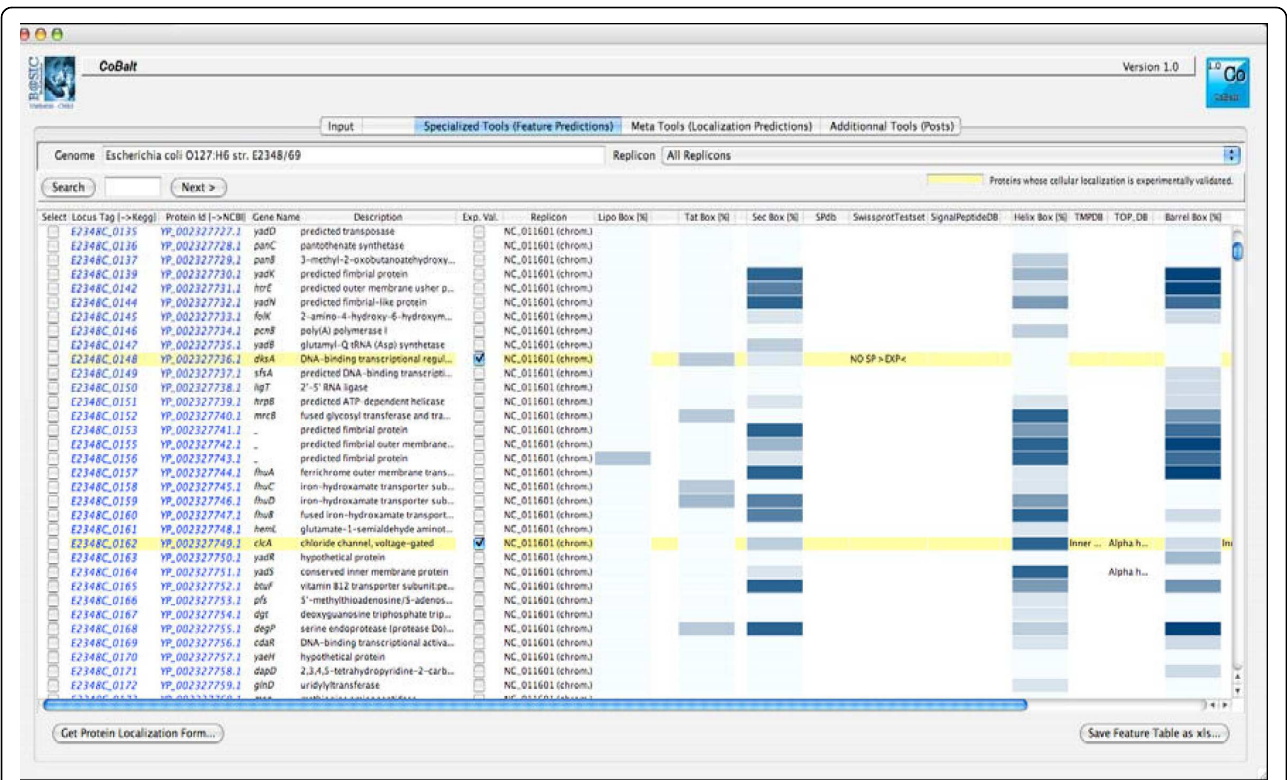 CoBalt
Version 1.0
1.0 Co
Input Specialized Tools (Feature Predictions) Meta Tools (Localization Predictions) Additionnal Tools (Posts)
Genome Escherichia coli O127:H6 str. E2348/69 Replicon All Replicons
Search Next > Proteins whose cellular localization is experimentally validated.
Select Locus Tag [->Kegg] Protein Id [->NCBI] Gene Name Description Exp. Val. Replicon Lipo Box [%] Tat Box [%] Sec Box [%] SPdb SwissprotTestset SignalPeptideDB Helix Box [%] TMPDB TOP_DB Barrel Box [%]
E2348C_0135 YP_002327727.1 yadD predicted transposase NC_011601 (chrom.)
E2348C_0136 YP_002327728.1 panC pantothenate synthetase NC_011601 (chrom.)
E2348C_0137 YP_002327729.1 panB 3-methyl-2-oxobutanoatehydroxy... NC_011601 (chrom.)
E2348C_0139 YP_002327730.1 yadK predicted fimbrial protein NC_011601 (chrom.)
E2348C_0142 YP_002327731.1 htrE predicted outer membrane usher p... NC_011601 (chrom.)
E2348C_0144 YP_002327732.1 yadN predicted fimbrial-like protein NC_011601 (chrom.)
E2348C_0145 YP_002327733.1 folK 2-amino-4-hydroxy-6-hydroxym... NC_011601 (chrom.)
E2348C_0146 YP_002327734.1 pcnB poly(A) polymerase I NC_011601 (chrom.)
E2348C_0147 YP_002327735.1 yadB glutamyl-Q tRNA (Asp) synthetase NC_011601 (chrom.)
E2348C_0148 YP_002327736.1 dksA DNA-binding transcriptional regul... NC_011601 (chrom.) NO SP >EXP<
E2348C_0149 YP_002327737.1 sfsA predicted DNA-binding transcripti... NC_011601 (chrom.)
E2348C_0150 YP_002327738.1 ligT 2'-5' RNA ligase NC_011601 (chrom.)
E2348C_0151 YP_002327739.1 hrpB predicted ATP-dependent helicase NC_011601 (chrom.)
E2348C_0152 YP_002327740.1 mrcB fused glycosyl transferase and tra... NC_011601 (chrom.)
E2348C_0153 YP_002327741.1 _ predicted fimbrial protein NC_011601 (chrom.)
E2348C_0155 YP_002327742.1 _ predicted fimbrial outer membrane... NC_011601 (chrom.)
E2348C_0156 YP_002327743.1 _ predicted fimbrial protein NC_011601 (chrom.)
E2348C_0157 YP_002327744.1 fhuA ferrichrome outer membrane trans... NC_011601 (chrom.)
E2348C_0158 YP_002327745.1 fhuC iron-hydroxamate transporter sub... NC_011601 (chrom.)
E2348C_0159 YP_002327746.1 fhuD iron-hydroxamate transporter sub... NC_011601 (chrom.)
E2348C_0160 YP_002327747.1 fhuB fused iron-hydroxamate transport... NC_011601 (chrom.)
E2348C_0161 YP_002327748.1 hemL glutamate-1-semialdehyde aminot... NC_011601 (chrom.)
E2348C_0162 YP_002327749.1 clcA chloride channel, voltage-gated NC_011601 (chrom.) Inner ... Alpha h... Ini
E2348C_0163 YP_002327750.1 yadR hypothetical protein NC_011601 (chrom.)
E2348C_0164 YP_002327751.1 yadS conserved inner membrane protein NC_011601 (chrom.) Alpha h...
E2348C_0165 YP_002327752.1 btuF vitamin B12 transporter subunit:pe... NC_011601 (chrom.)
E2348C_0166 YP_002327753.1 pfs 5'-methylthioadenosine/S-adenos... NC_011601 (chrom.)
E2348C_0167 YP_002327754.1 dgt deoxyguanosine triphosphate trip... NC_011601 (chrom.)
E2348C_0168 YP_002327755.1 degP serine endoprotease (protease Do)... NC_011601 (chrom.)
E2348C_0169 YP_002327756.1 cdaR DNA-binding transcriptional activa... NC_011601 (chrom.)
E2348C_0170 YP_002327757.1 yaeH hypothetical protein NC_011601 (chrom.)
E2348C_0171 YP_002327758.1 dapD 2,3,4,5-tetrahydropyridine-2-carb... NC_011601 (chrom.)
E2348C_0172 YP_002327759.1 glnD uridylyltransferase NC_011601 (chrom.)
Get Protein Localization Form... Save Feature Table as xls...